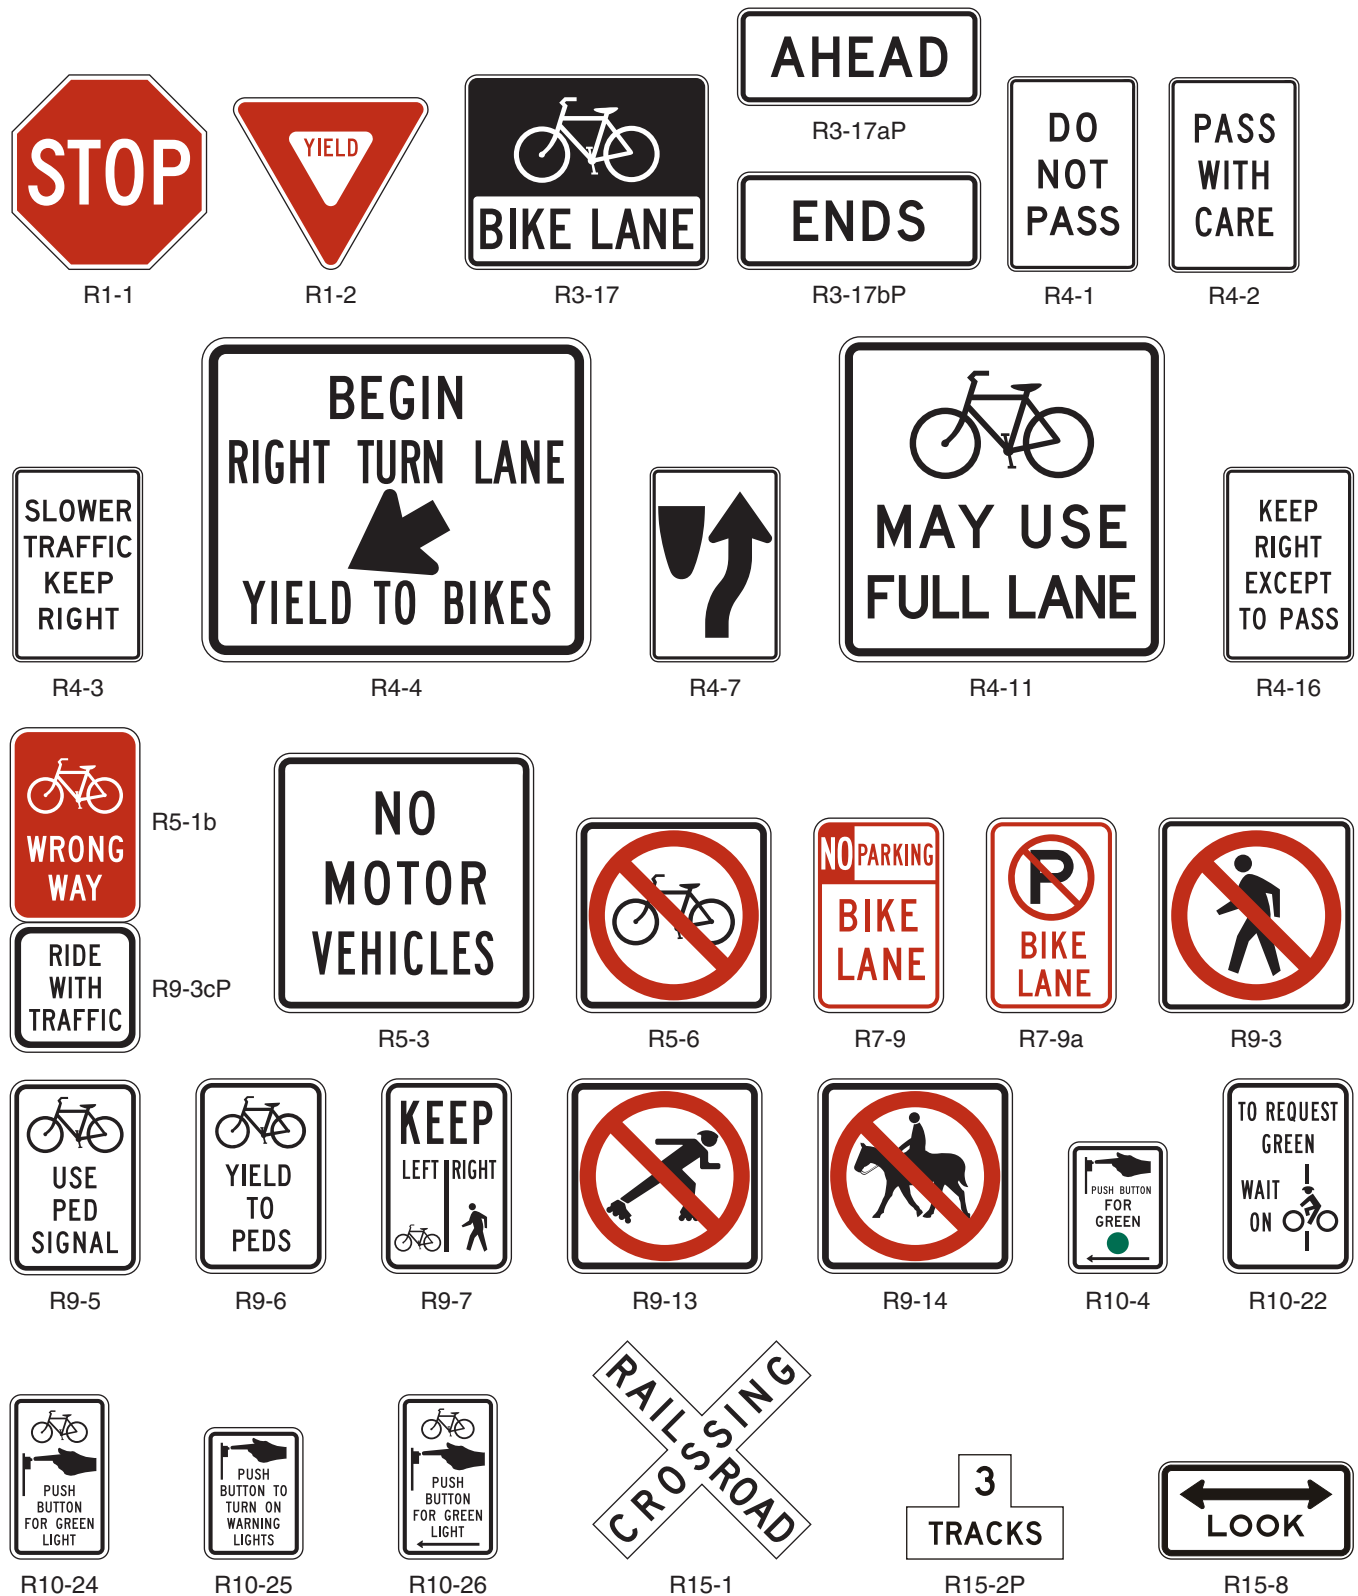 STOP
R1-1
YIELD
R1-2
BIKE LANE
R3-17
AHEAD
R3-17aP
ENDS
R3-17bP
DO
NOT
PASS
R4-1
PASS
WITH
CARE
R4-2
SLOWER
TRAFFIC
KEEP
RIGHT
R4-3
BEGIN
RIGHT TURN LANE
YIELD TO BIKES
R4-4
R4-7
MAY USE
FULL LANE
R4-11
KEEP
RIGHT
EXCEPT
TO PASS
R4-16
WRONG
WAY
R5-1b
RIDE
WITH
TRAFFIC
R9-3cP
NO
MOTOR
VEHICLES
R5-3
R5-6
NO PARKING
BIKE
LANE
R7-9
P
BIKE
LANE
R7-9a
R9-3
USE
PED
SIGNAL
R9-5
YIELD
TO
PEDS
R9-6
KEEP
LEFT RIGHT
R9-7
R9-13
R9-14
PUSH BUTTON
FOR
GREEN
R10-4
TO REQUEST
GREEN
WAIT
ON
R10-22
PUSH
BUTTON
FOR GREEN
LIGHT
R10-24
PUSH
BUTTON TO
TURN ON
WARNING
LIGHTS
R10-25
PUSH
BUTTON
FOR GREEN
LIGHT
R10-26
RAILROAD
CROSSING
R15-1
3
TRACKS
R15-2P
LOOK
R15-8